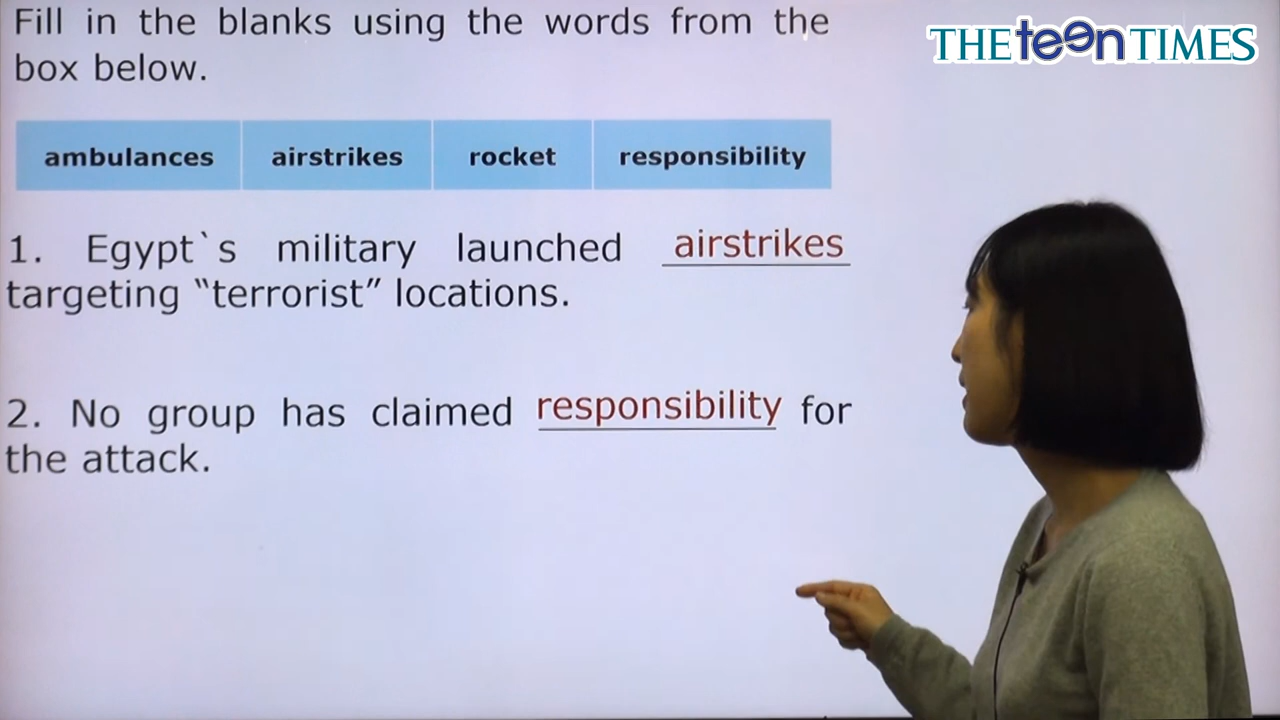 Fill in the blanks using the words from the
box below.
THE teen TIMES
ambulances airstrikes rocket responsibility
1. Egypt`s military launched airstrikes
targeting “terrorist” locations.
2. No group has claimed responsibility for
the attack.